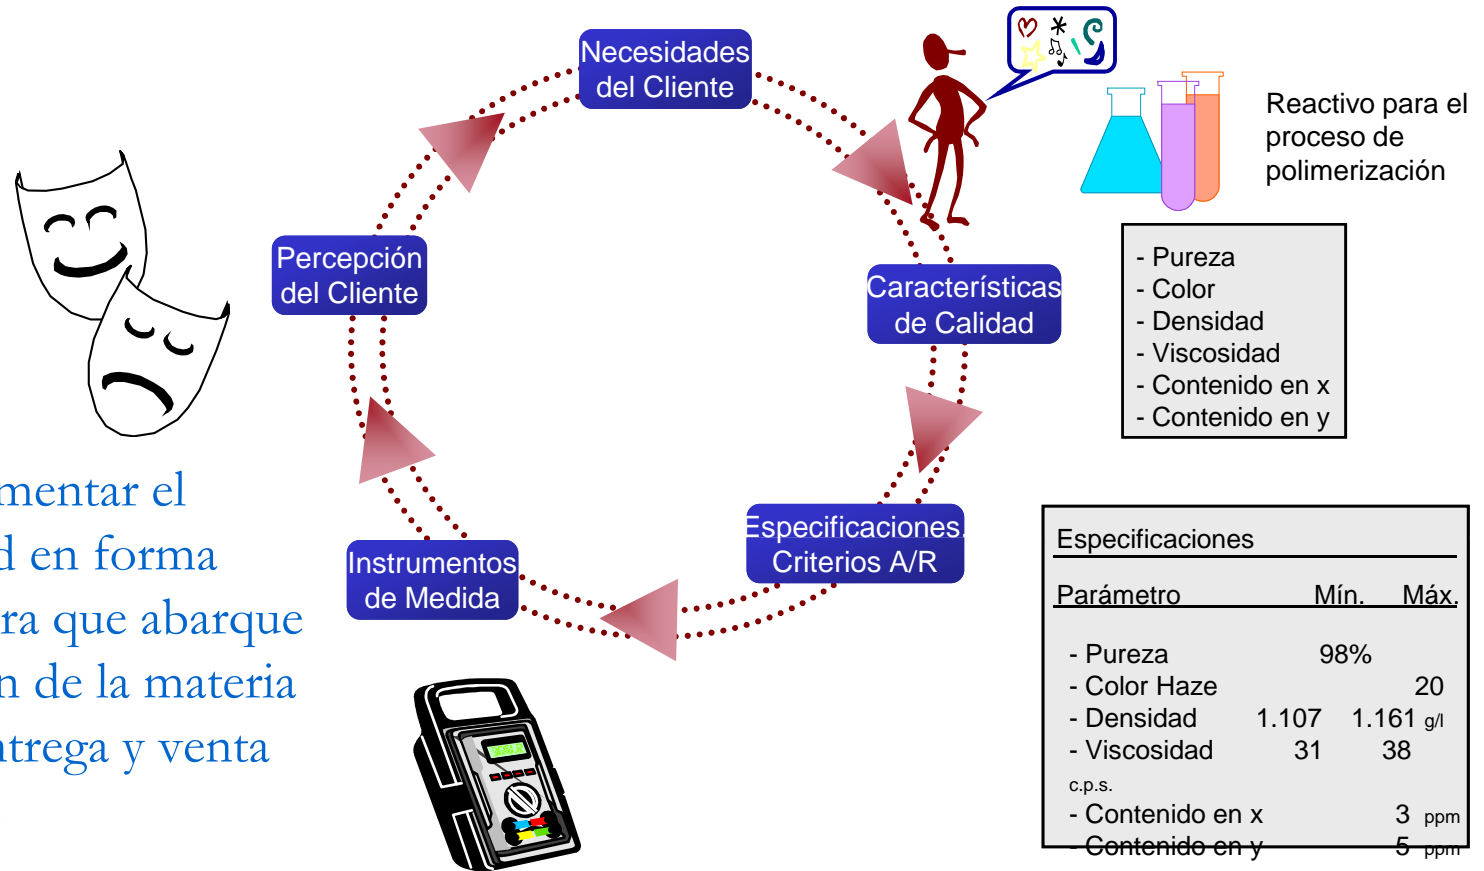 Necesidades
del Cliente
Reactivo para el
proceso de
polimerización
Percepción
del Cliente
Características
de Calidad
- Pureza
- Color
- Densidad
- Viscosidad
- Contenido en x
- Contenido en y
mentar el
d en forma
ra que abarque
n de la materia
ntrega y venta
Instrumentos
de Medida
Especificaciones.
Criterios A/R
Especificaciones
Parámetro Mín. Máx.
- Pureza 98%
- Color Haze 20
- Densidad 1.107 1.161 g/l
- Viscosidad 31 38
c.p.s.
- Contenido en x 3 ppm
- Contenido en y 5 ppm